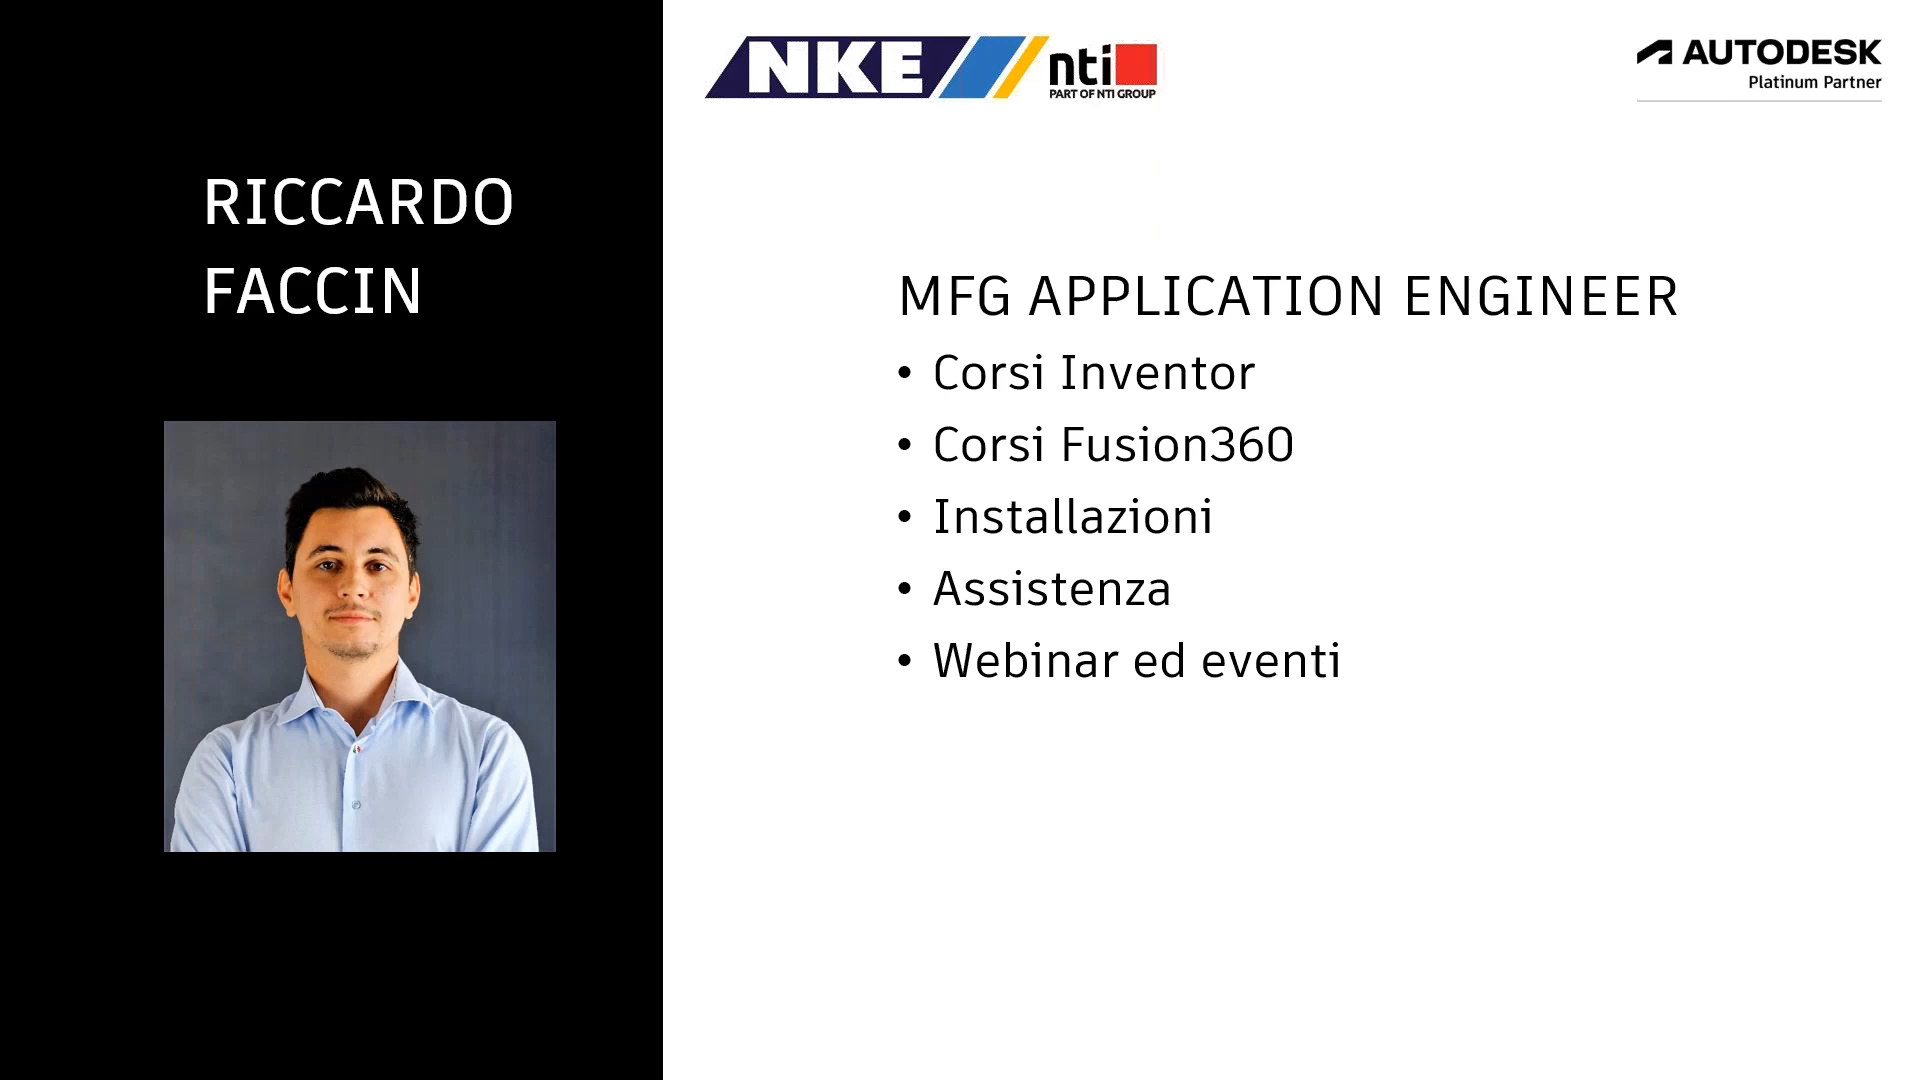 NKE nti
PART OF NTI GROUP
AUTODESK
Platinum Partner
RICCARDO
FACCIN
MFG APPLICATION ENGINEER
• Corsi Inventor
• Corsi Fusion360
• Installazioni
• Assistenza
• Webinar ed eventi